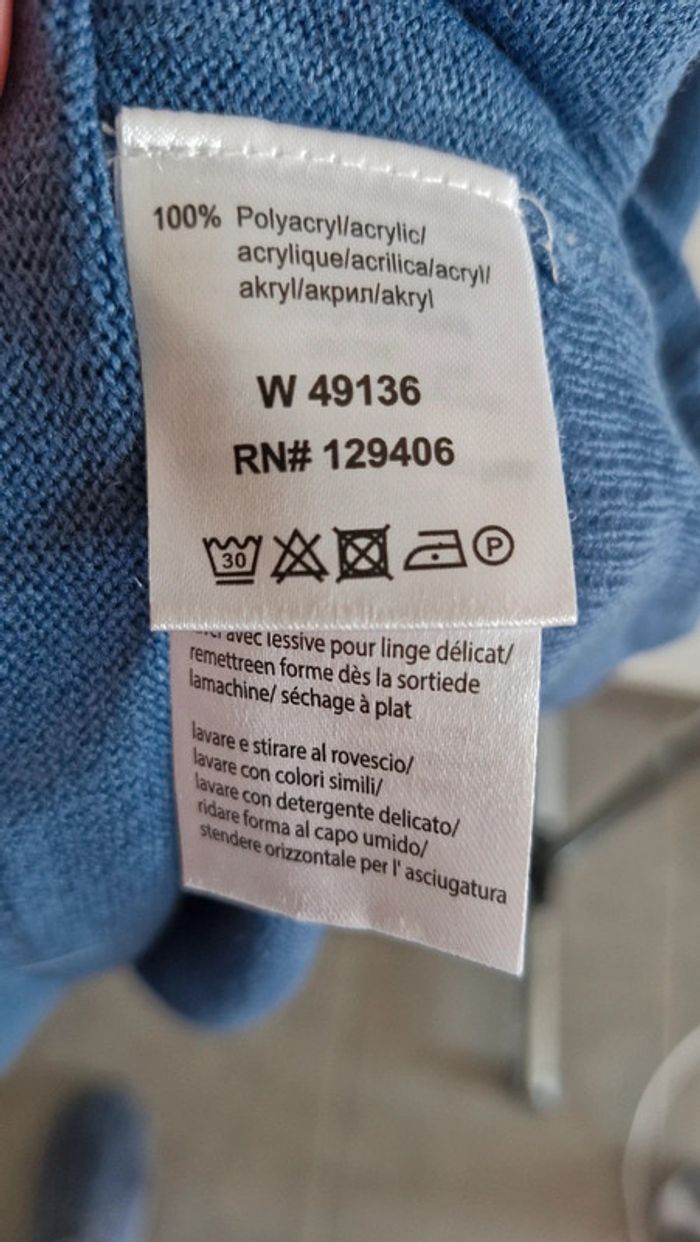 100% Polyacryl/acrylic/
acrylique/acrilica/acryl/
akryl/акрил/akryl
W 49136
RN# 129406
30 P
avec lessive pour linge délicat/
remettreen forme dès la sortiede
lamachine/ séchage à plat
lavare e stirare al rovescio/
lavare con colori simili/
lavare con detergente delicato/
ridare forma al capo umido/
stendere orizzontale per l' asciugatura